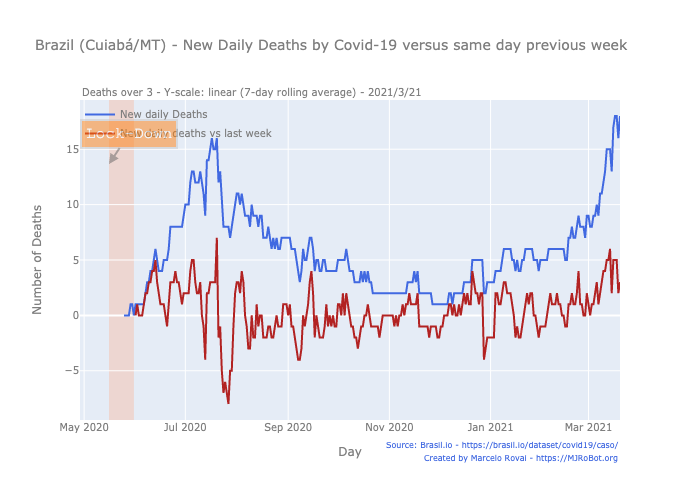 Brazil (Cuiabá/MT) - New Daily Deaths by Covid-19 versus same day previous week
Deaths over 3 - Y-scale: linear (7-day rolling average) - 2021/3/21
New daily Deaths
Lock Down
deaths vs last week
15
10
5
0
−5
Number of Deaths
May 2020
Jul 2020
Sep 2020
Nov 2020
Jan 2021
Mar 2021
Day
Source: Brasil.io - https://brasil.io/dataset/covid19/caso/
Created by Marcelo Rovai - https://MJRoBot.org